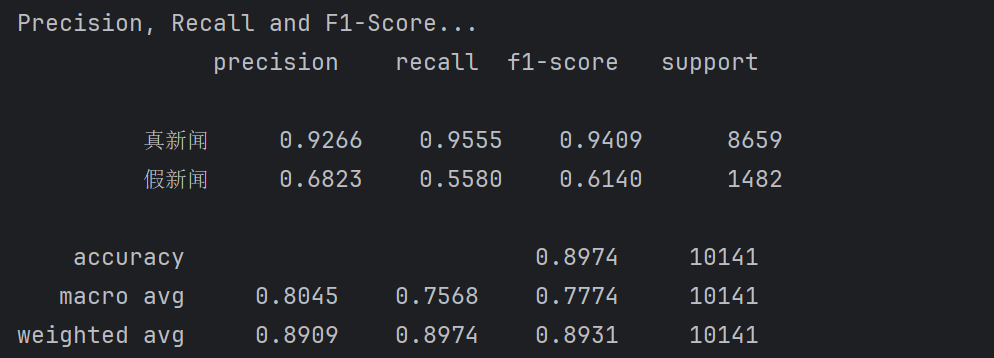 Precision, Recall and F1-Score...
precision recall f1-score support
真新闻 0.9266 0.9555 0.9409 8659
假新闻 0.6823 0.5580 0.6140 1482
accuracy 0.8974 10141
macro avg 0.8045 0.7568 0.7774 10141
weighted avg 0.8909 0.8974 0.8931 10141